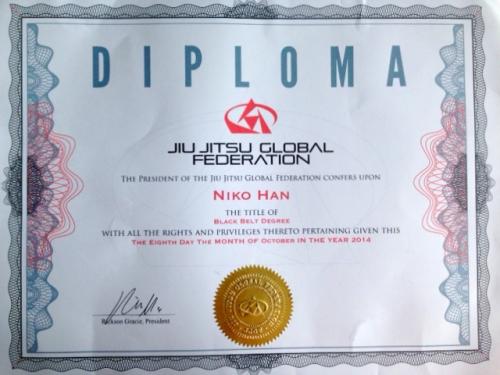 DIPLOMA
JIU JITSU GLOBAL
FEDERATION
THE PRESIDENT OF THE JIU JITSU GLOBAL FEDERATION CONFERS UPON
NIKO HAN
THE TITLE OF
BLACK BELT DEGREE
WITH ALL THE RIGHTS AND PRIVILEGES THERETO PERTAINING GIVEN THIS
THE EIGHTH DAY THE MONTH OF OCTOBER IN THE YEAR 2014
Rickson Gracie, President